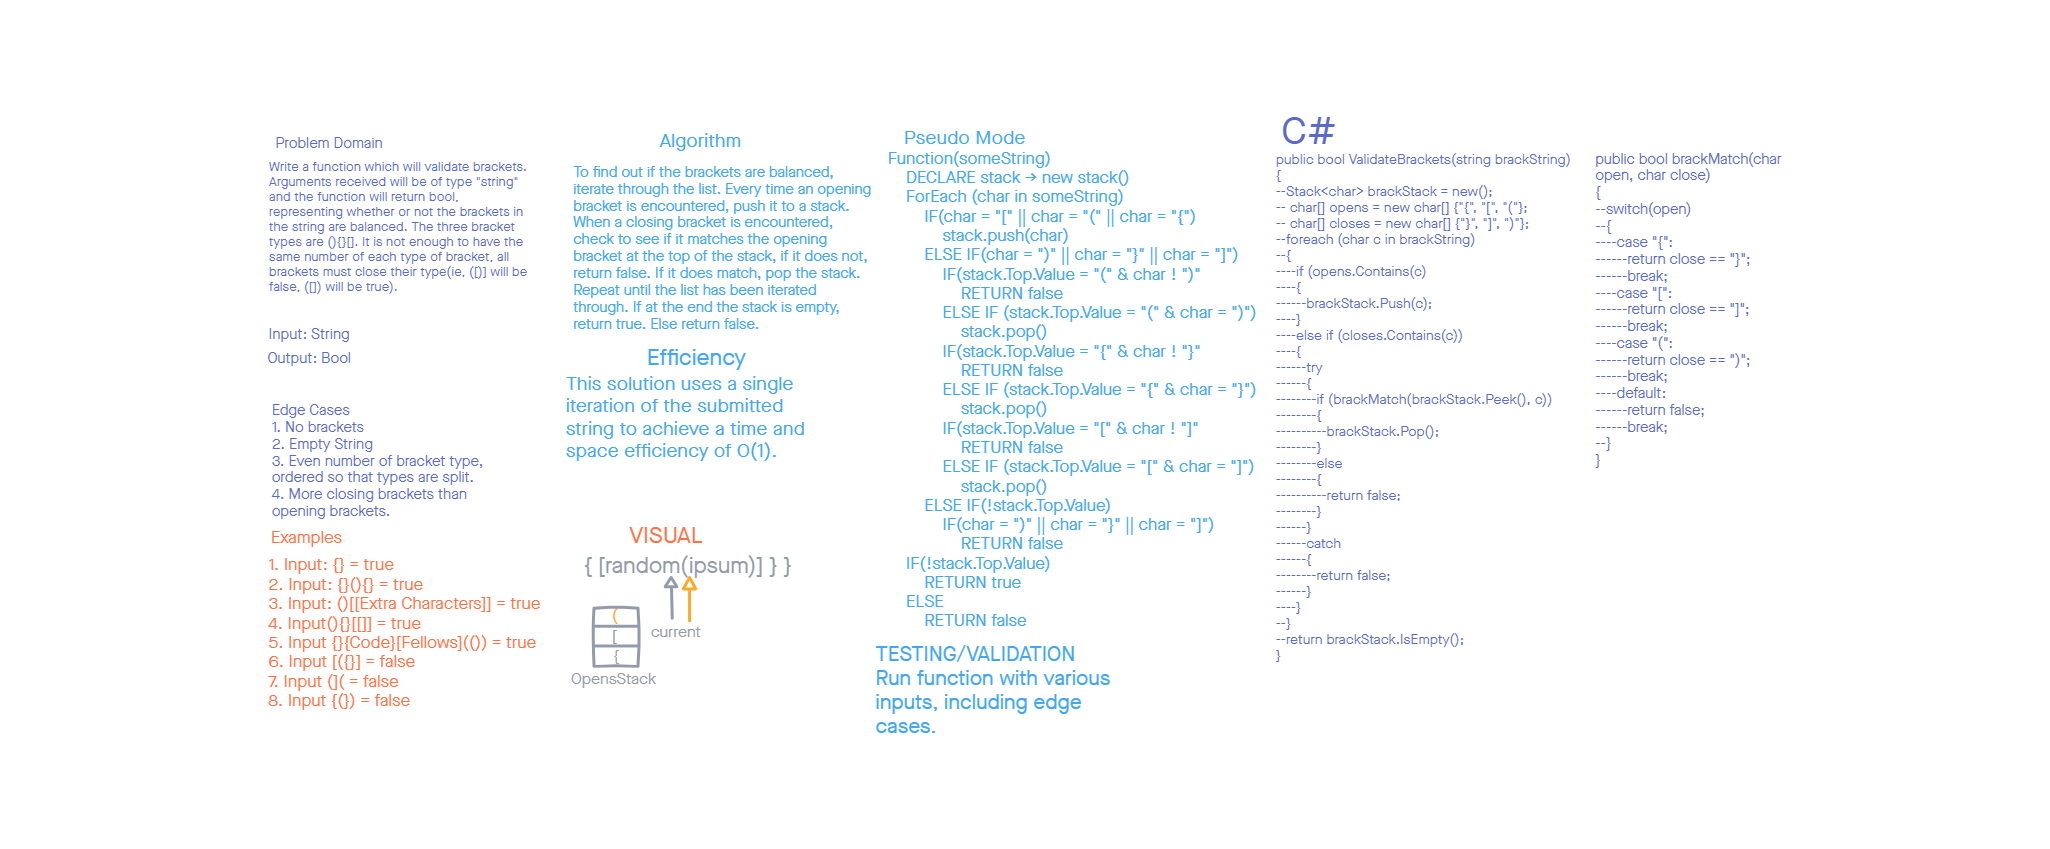 Problem Domain
Write a function which will validate brackets.
Arguments received will be of type "string"
and the function will return bool,
representing whether or not the brackets in
the string are balanced. The three bracket
types are (){}[]. It is not enough to have the
same number of each type of bracket, all
brackets must close their type(ie. ([)] will be
false, ([]) will be true).
Input: String
Output: Bool
Edge Cases
1. No brackets
2. Empty String
3. Even number of bracket type,
ordered so that types are split.
4. More closing brackets than
opening brackets.
Examples
1. Input: {} = true
2. Input: {}(){} = true
3. Input: ()[[Extra Characters]] = true
4. Input(){}[[]] = true
5. Input {}{Code}[Fellows](()) = true
6. Input [({}] = false
7. Input (]( = false
8. Input {(}) = false
Algorithm
To find out if the brackets are balanced,
iterate through the list. Every time an opening
bracket is encountered, push it to a stack.
When a closing bracket is encountered,
check to see if it matches the opening
bracket at the top of the stack, if it does not,
return false. If it does match, pop the stack.
Repeat until the list has been iterated
through. If at the end the stack is empty,
return true. Else return false.
Efficiency
This solution uses a single
iteration of the submitted
string to achieve a time and
space efficiency of O(1).
VISUAL
{ [random(ipsum)] } }
current
(
[
{
OpensStack
Pseudo Mode
Function(someString)
DECLARE stack → new stack()
ForEach (char in someString)
IF(char = "[" || char = "(" || char = "{")
stack.push(char)
ELSE IF(char = ")" || char = "}" || char = "]")
IF(stack.Top.Value = "(" & char ! ")"
RETURN false
ELSE IF (stack.Top.Value = "(" & char = ")")
stack.pop()
IF(stack.Top.Value = "{" & char ! "}"
RETURN false
ELSE IF (stack.Top.Value = "{" & char = "}")
stack.pop()
IF(stack.Top.Value = "[" & char ! "]"
RETURN false
ELSE IF (stack.Top.Value = "[" & char = "]")
stack.pop()
ELSE IF(!stack.Top.Value)
IF(char = ")" || char = "}" || char = "]")
RETURN false
IF(!stack.Top.Value)
RETURN true
ELSE
RETURN false
TESTING/VALIDATION
Run function with various
inputs, including edge
cases.
C#
public bool ValidateBrackets(string brackString)
{
--Stack<char> brackStack = new();
-- char[] opens = new char[] {"{", "[", "("};
-- char[] closes = new char[] {"}", "]", ")"};
--foreach (char c in brackString)
--{
----if (opens.Contains(c)
----{
------brackStack.Push(c);
----}
----else if (closes.Contains(c))
----{
------try
------{
--------if (brackMatch(brackStack.Peek(), c))
--------{
----------brackStack.Pop();
--------}
--------else
--------{
----------return false;
--------}
------}
------catch
------{
--------return false;
------}
----}
--}
--return brackStack.IsEmpty();
}
public bool brackMatch(char
open, char close)
{
--switch(open)
--{
----case "{":
------return close == "}";
------break;
----case "[":
------return close == "]";
------break;
----case "(":
------return close == ")";
------break;
----default:
------return false;
------break;
--}
}